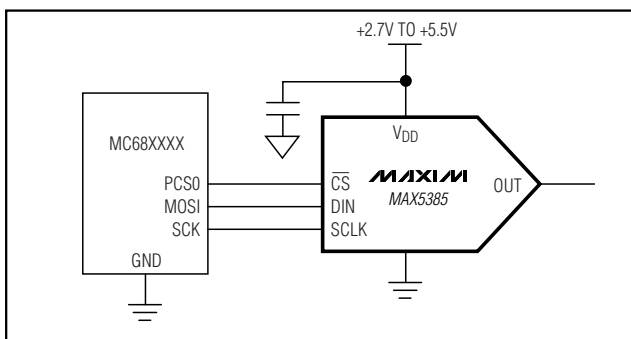 +2.7V TO +5.5V
MC68XXXX
VDD
PCS0
MOSI
SCK
GND
CS
DIN
SCLK
MAXIM
MAX5385
OUT